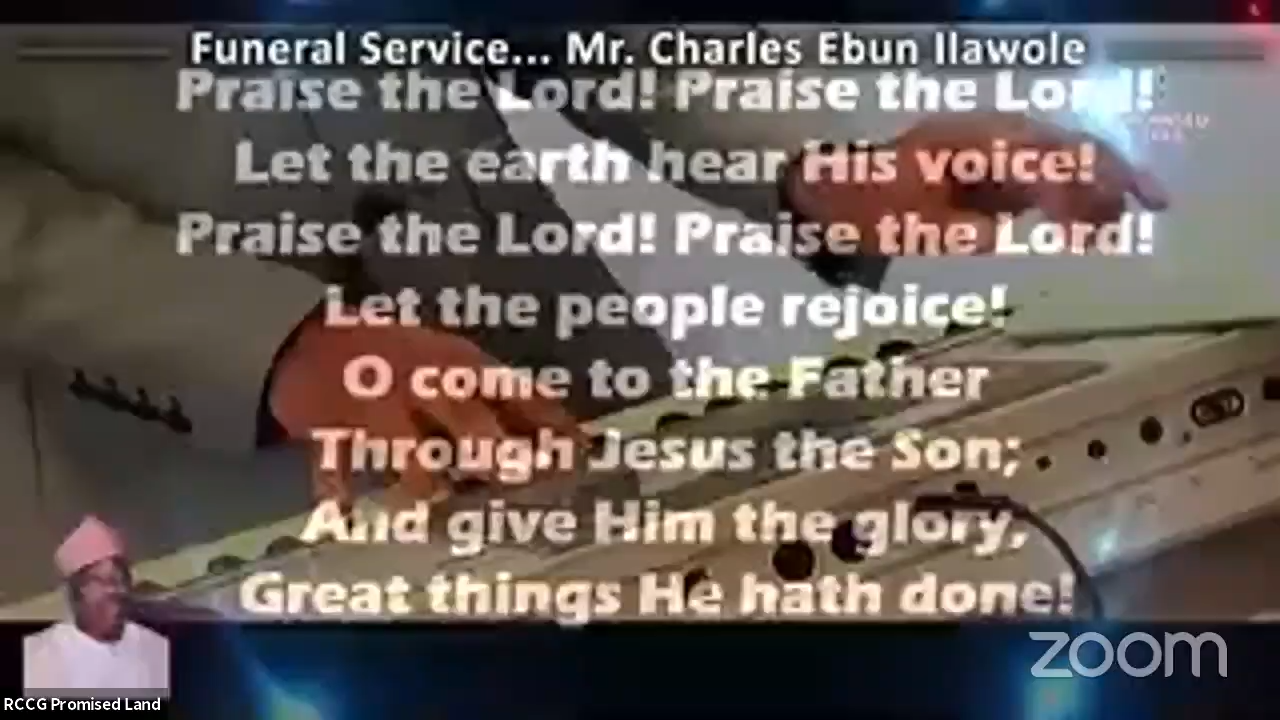 Funeral Service... Mr. Charles Ebun Ilawole
Praise the Lord! Praise the Lord!
Let the earth hear His voice!
Praise the Lord! Praise the Lord!
Let the people rejoice!
O come to the Father
Through Jesus the Son;
And give Him the glory,
Great things He hath done!
zoom
RCCG Promised Land